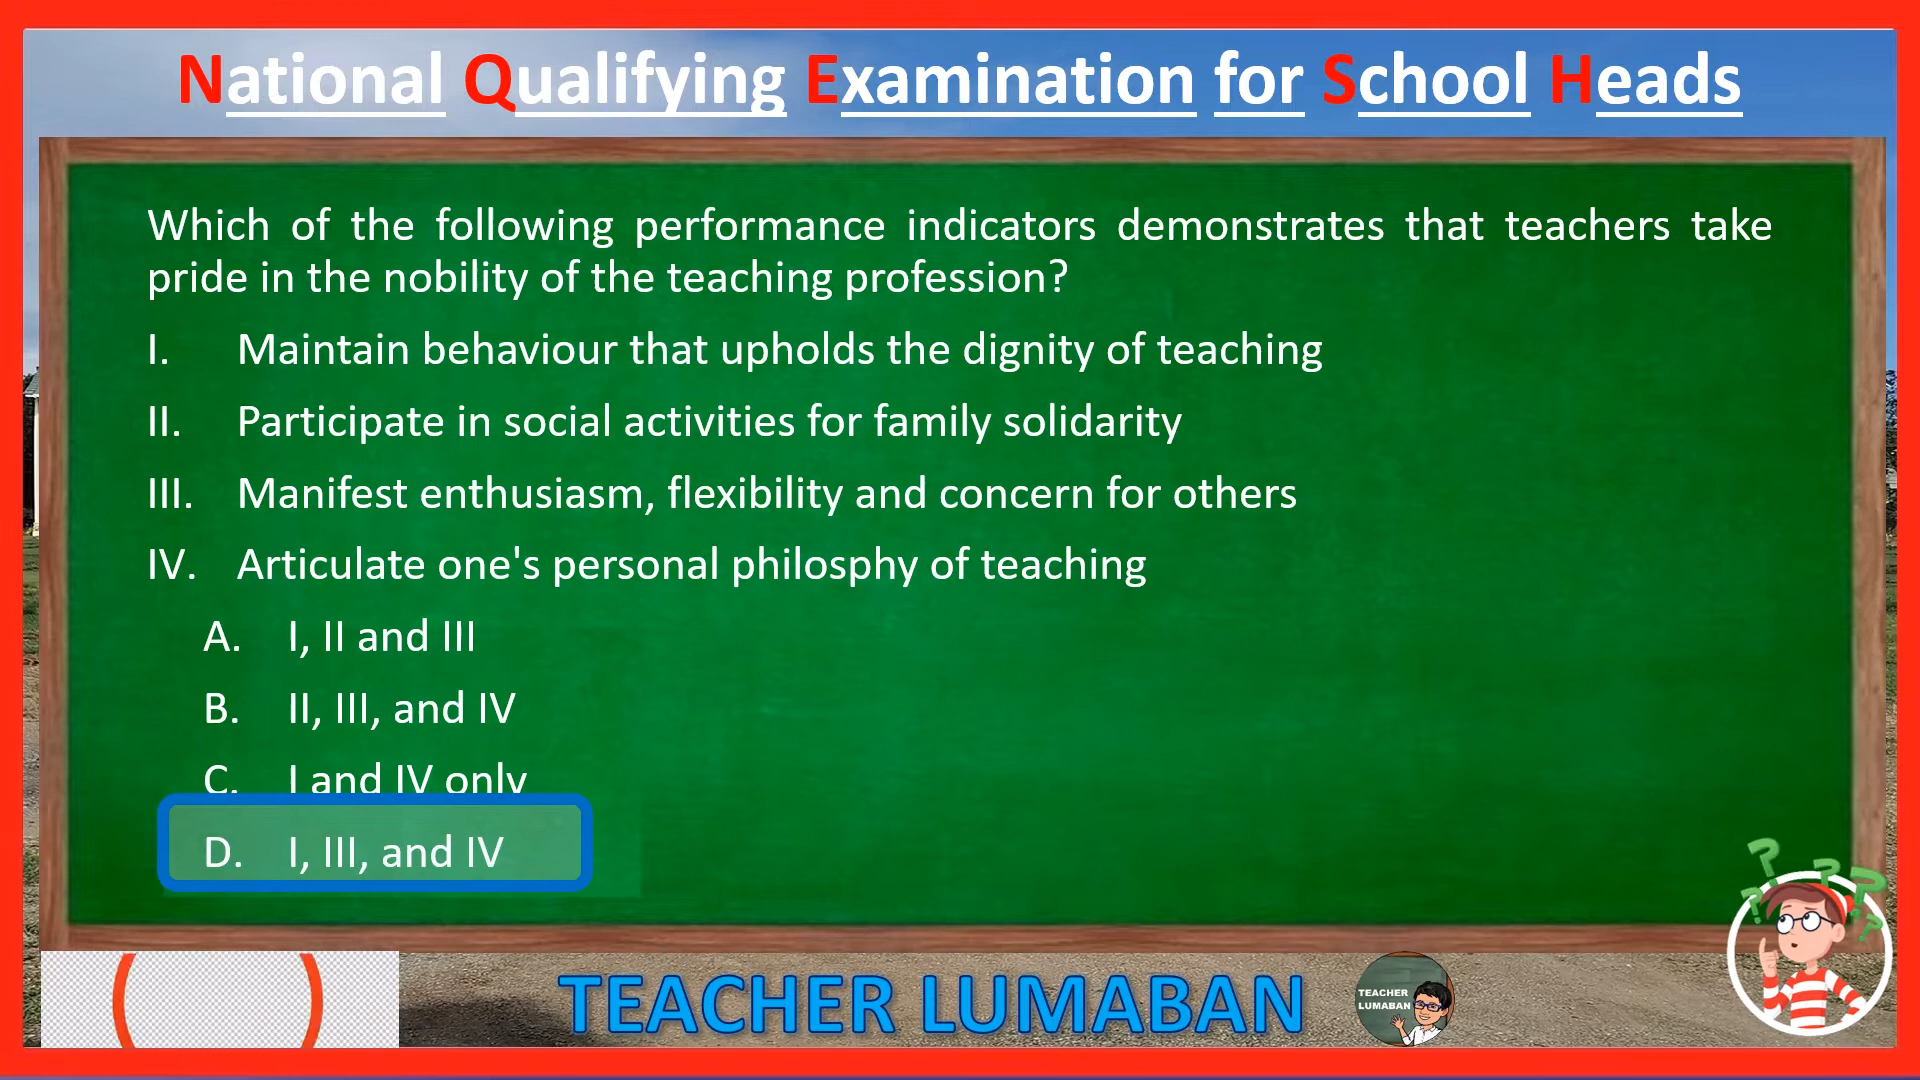 National Qualifying Examination for School Heads
Which of the following performance indicators demonstrates that teachers take
pride in the nobility of the teaching profession?
I. Maintain behaviour that upholds the dignity of teaching
II. Participate in social activities for family solidarity
III. Manifest enthusiasm, flexibility and concern for others
IV. Articulate one's personal philosphy of teaching
A. I, II and III
B. II, III, and IV
C. I and IV only
D. I, III, and IV
TEACHER LUMABAN
TEACHER
LUMABAN